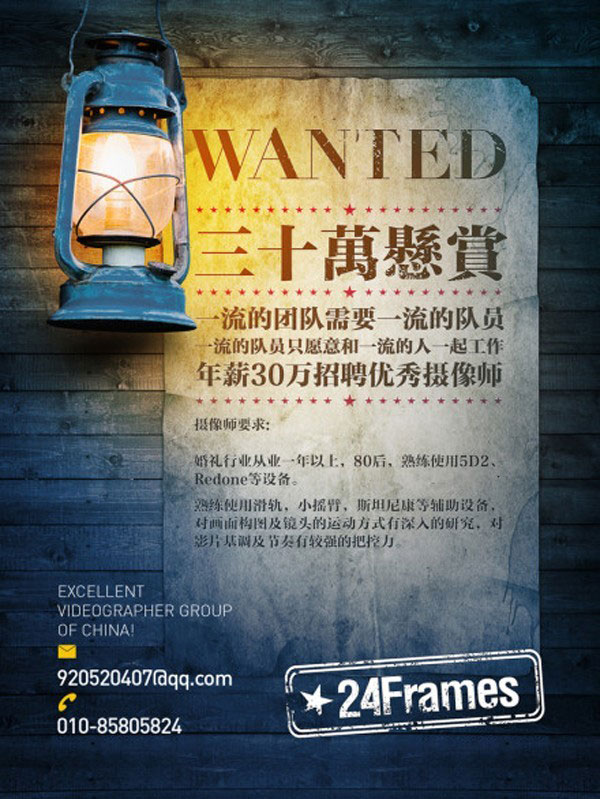 WANTED
三十萬懸賞
一流的团队需要一流的队员
一流的队员只愿意和一流的人一起工作
年薪30万招聘优秀摄像师
摄像师要求:
婚礼行业从业一年以上，80后、熟练使用5D2、
Redone等设备。
熟练使用滑轨，小摇臂，斯坦尼康等辅助设备，
对画面构图及镜头的运动方式有深入的研究，对
影片基调及节奏有较强的把控力。
EXCELLENT
VIDEOGRAPHER GROUP
OF CHINA!
920520407@qq.com
010-85805824
24Frames